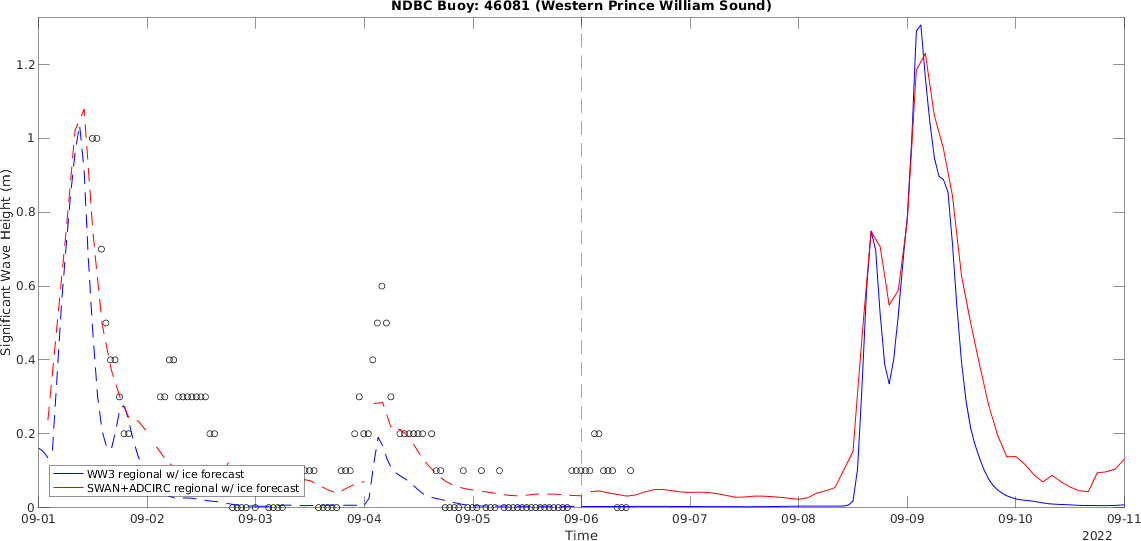 NDBC Buoy: 46081 (Western Prince William Sound)
Significant Wave Height (m)
1.2
1
0.8
0.6
0.4
0.2
0
WW3 regional w/ ice forecast
SWAN+ADCIRC regional w/ ice forecast
09-01 09-02 09-03 09-04 09-05 09-06 09-07 09-08 09-09 09-10 09-11
Time
2022